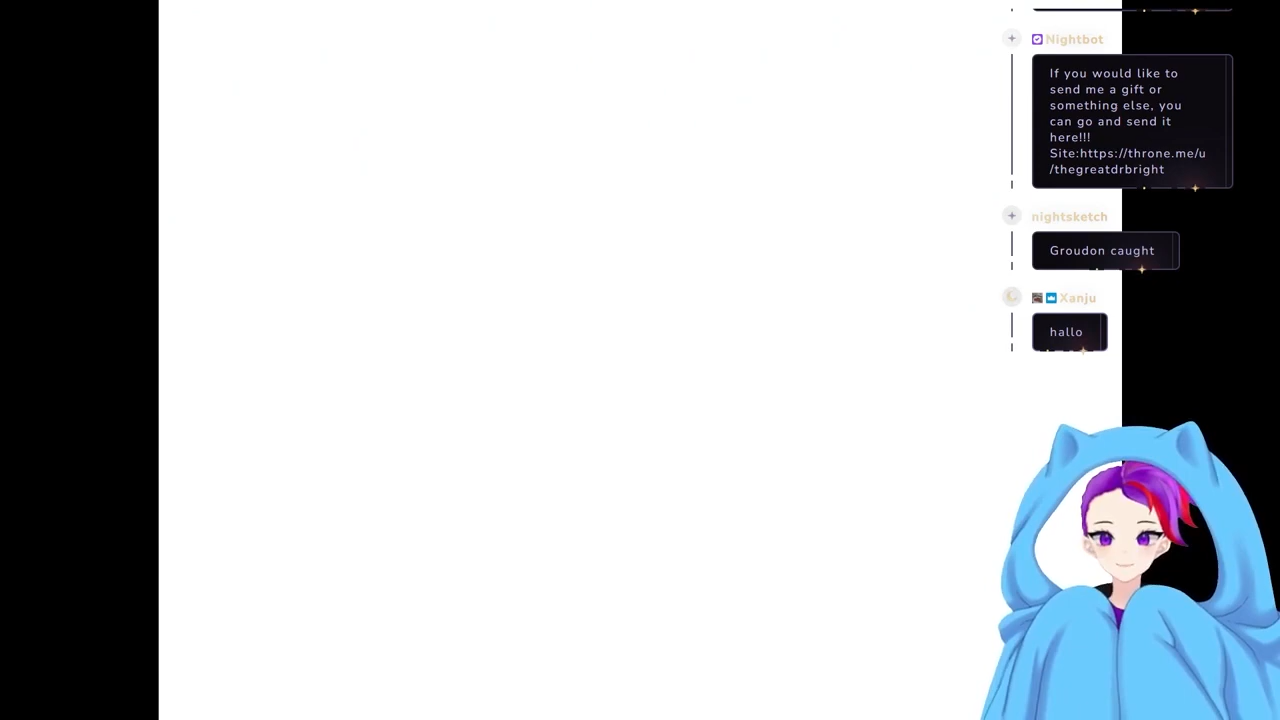 Nightbot
If you would like to
send me a gift or
something else, you
can go and send it
here!!!
Site:https://throne.me/u
/thegreatdrbright
nightsketch
Groudon caught
Xanju
hallo